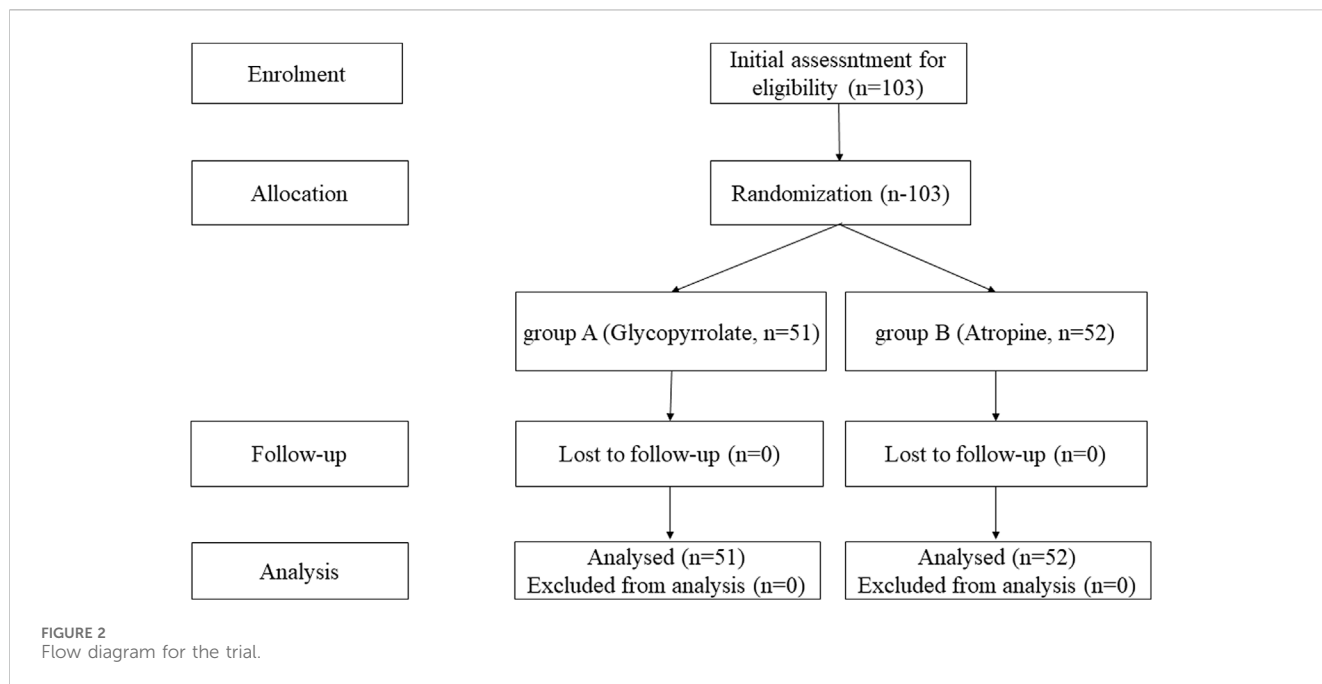 Enrolment
Initial assessntment for
eligibility (n=103)
Allocation
Randomization (n-103)
group A (Glycopyrrolate, n=51)
group B (Atropine, n=52)
Follow-up
Lost to follow-up (n=0)
Lost to follow-up (n=0)
Analysis
Analysed (n=51)
Excluded from analysis (n=0)
Analysed (n=52)
Excluded from analysis (n=0)
FIGURE 2
Flow diagram for the trial.